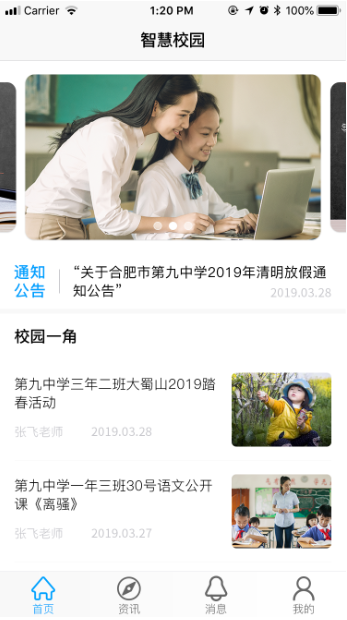 Carrier
1:20 PM
100%
智慧校园
通知
公告
“关于合肥市第九中学2019年清明放假通
知公告”
2019.03.28
校园一角
第九中学三年二班大蜀山2019踏
春活动
张飞老师
2019.03.28
第九中学一年三班30号语文公开
课《离骚》
张飞老师
2019.03.27
首页
资讯
消息
我的